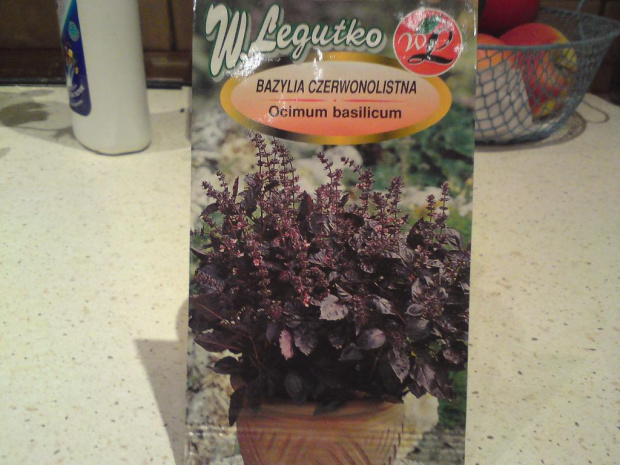 W. Legutko
WL
BAZYLIA CZERWONOLISTNA
Ocimum basilicum